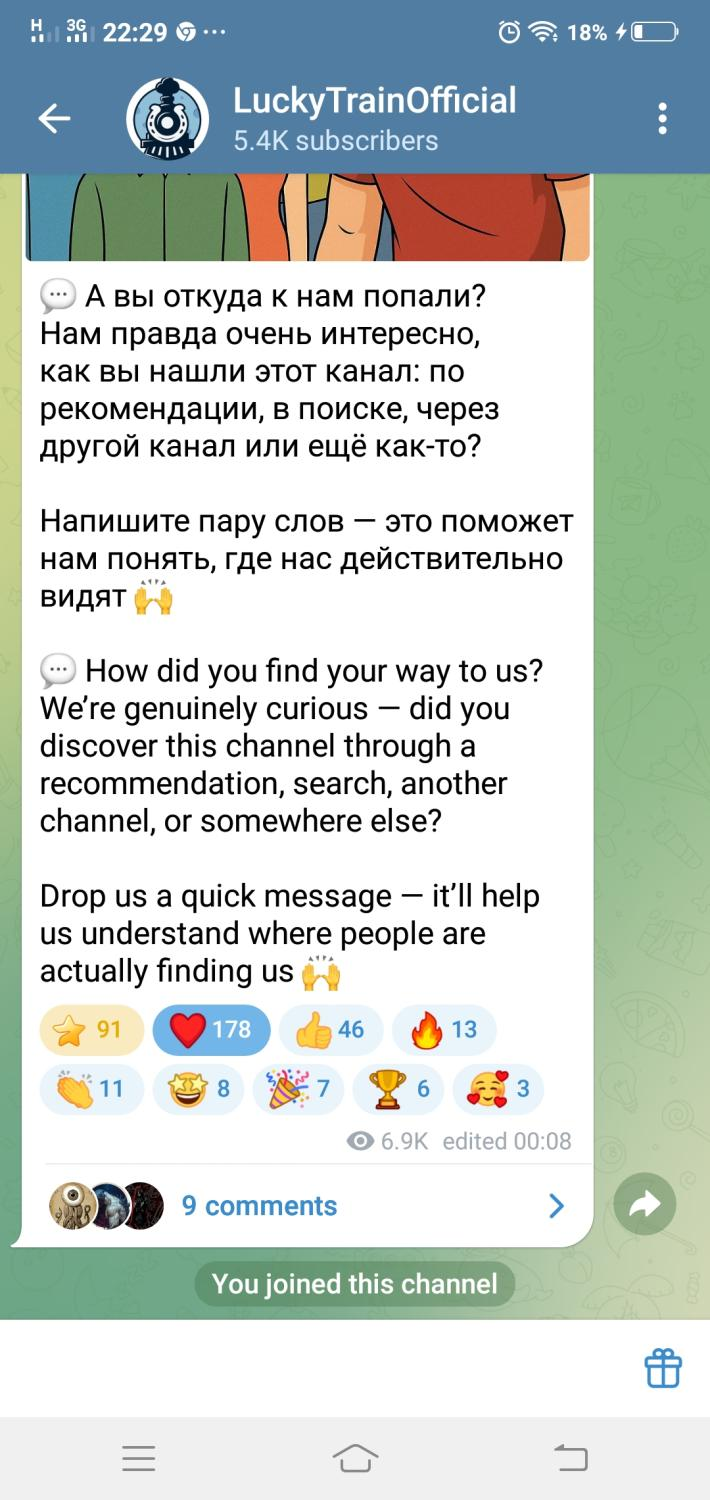 H 3G 22:29 ··· 18%
LuckyTrainOfficial
5.4K subscribers
💬 А вы откуда к нам попали?
Нам правда очень интересно,
как вы нашли этот канал: по
рекомендации, в поиске, через
другой канал или ещё как-то?
Напишите пару слов — это поможет
нам понять, где нас действительно
видят 🙌
💬 How did you find your way to us?
We’re genuinely curious — did you
discover this channel through a
recommendation, search, another
channel, or somewhere else?
Drop us a quick message — it’ll help
us understand where people are
actually finding us 🙌
⭐ 91 ❤️ 178 👍 46 🔥 13
👏 11 🤩 8 🎉 7 🏆 6 🥰 3
6.9K edited 00:08
9 comments
You joined this channel